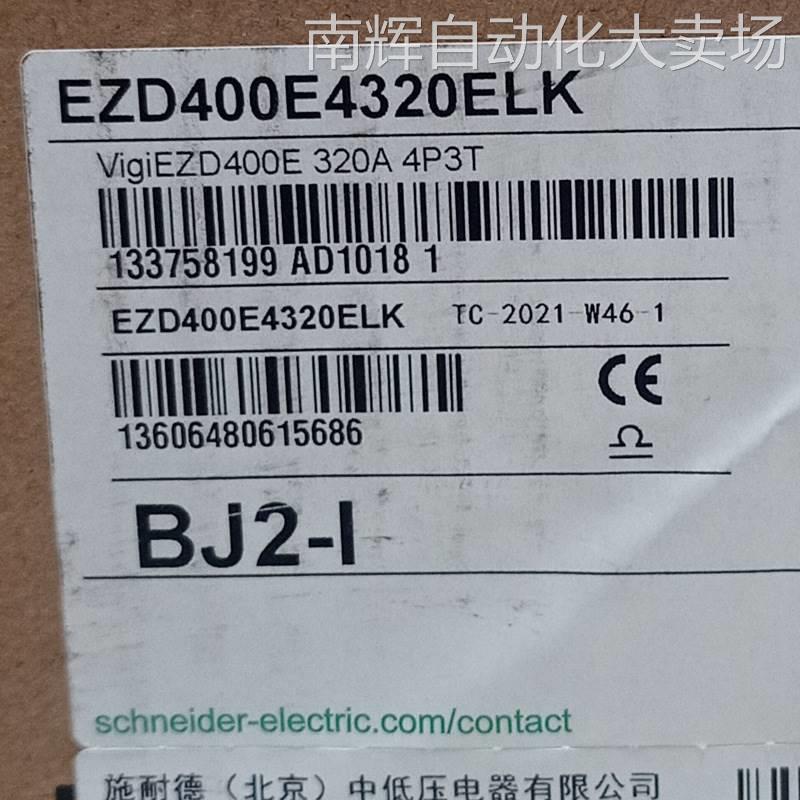 南辉自动化大卖场
EZD400E4320ELK
VigiEZD400E 320A 4P3T
133758199 AD1018 1
EZD400E4320ELK TC-2021-W46-1
CE
13606480615686
BJ2-I
schneider-electric.com/contact
施耐德（北京）中低压电器有限公司